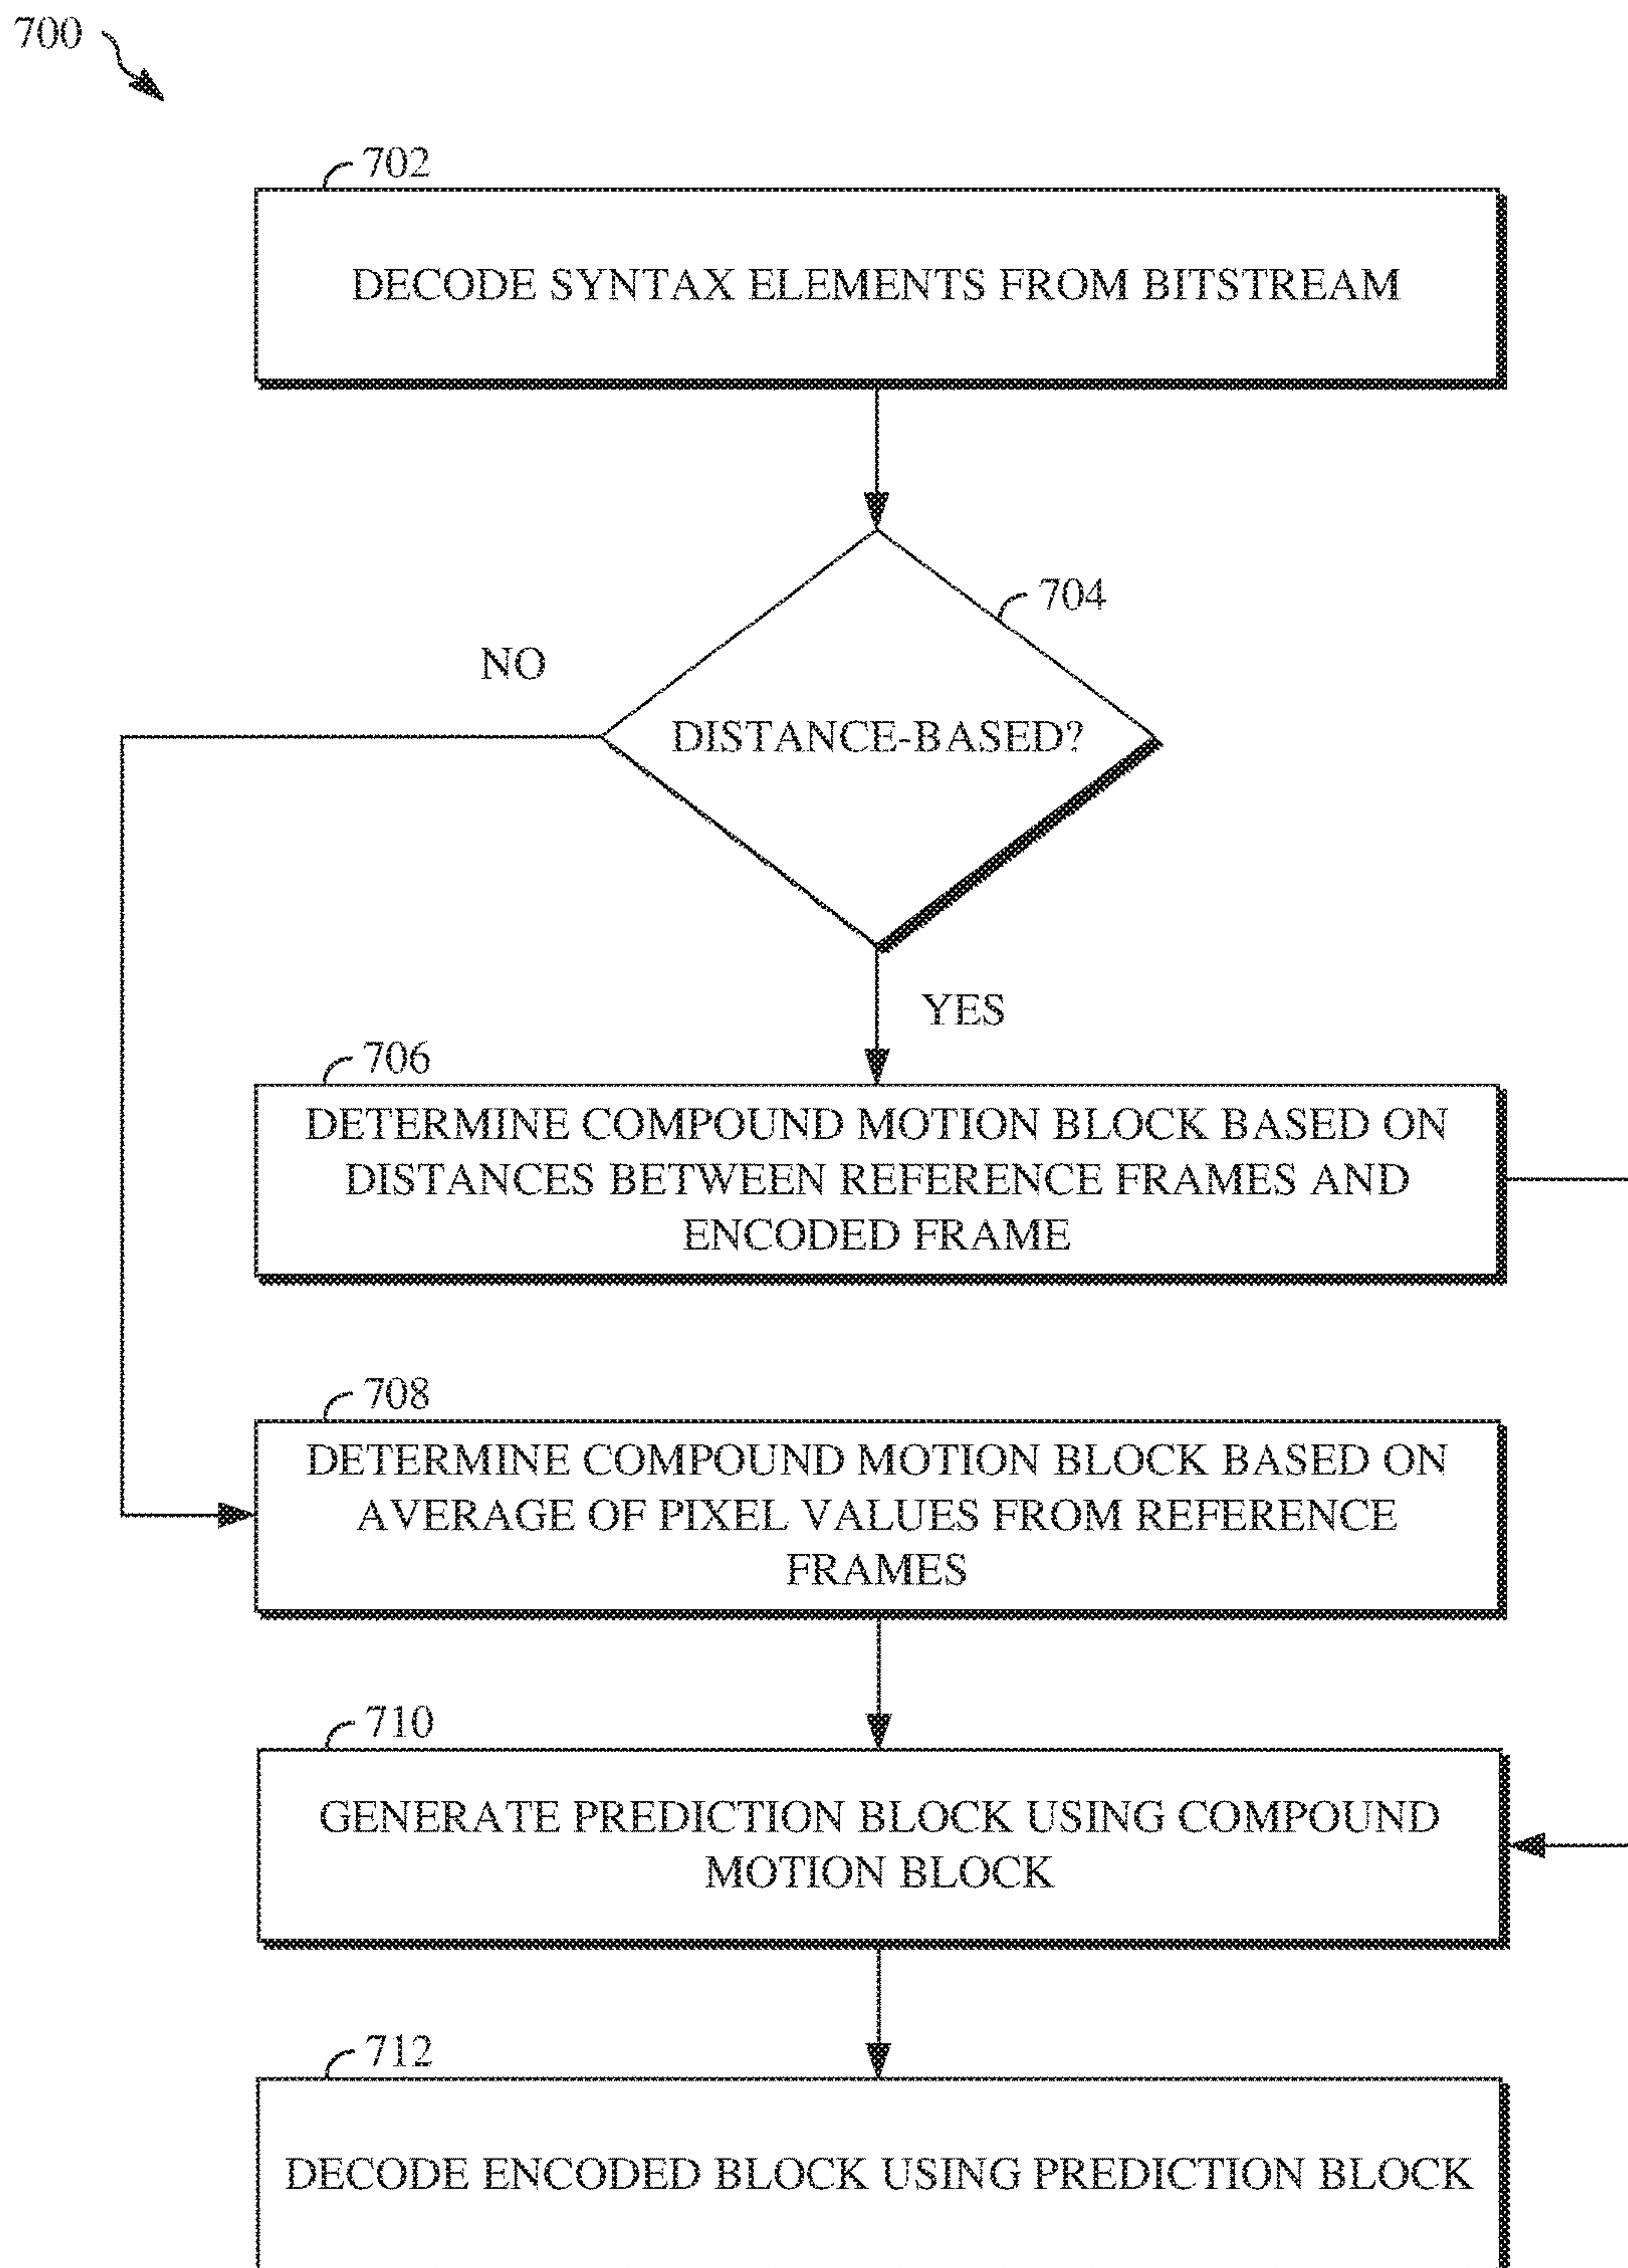 700
702
DECODE SYNTAX ELEMENTS FROM BITSTREAM
704
NO
DISTANCE-BASED?
YES
706
DETERMINE COMPOUND MOTION BLOCK BASED ON
DISTANCES BETWEEN REFERENCE FRAMES AND
ENCODED FRAME
708
DETERMINE COMPOUND MOTION BLOCK BASED ON
AVERAGE OF PIXEL VALUES FROM REFERENCE
FRAMES
710
GENERATE PREDICTION BLOCK USING COMPOUND
MOTION BLOCK
712
DECODE ENCODED BLOCK USING PREDICTION BLOCK